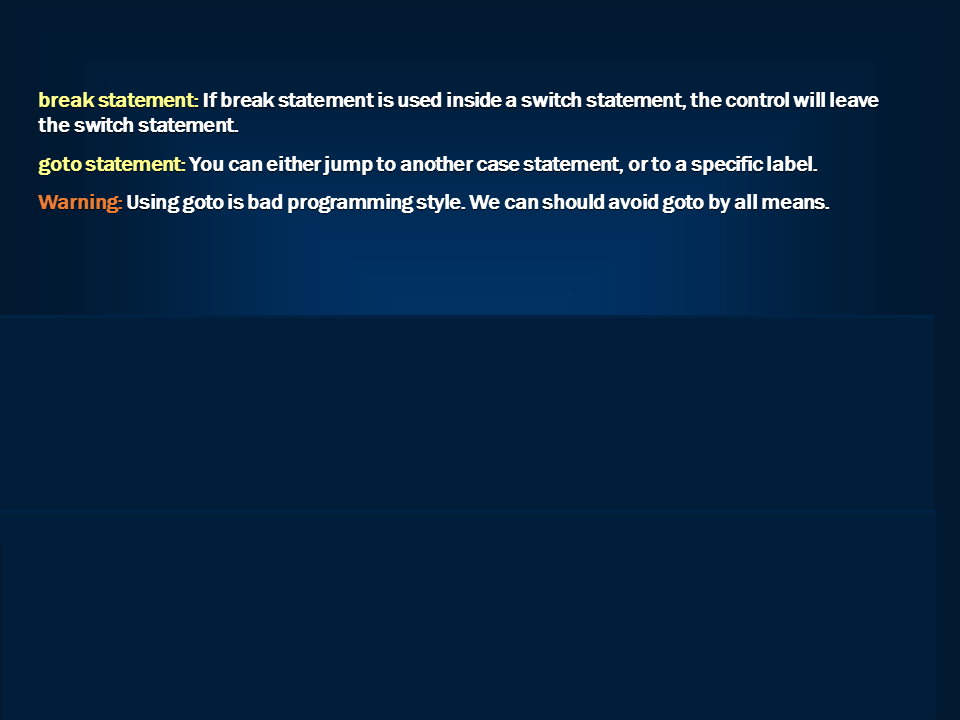 break statement: If break statement is used inside a switch statement, the control will leave
the switch statement.
goto statement: You can either jump to another case statement, or to a specific label.
Warning: Using goto is bad programming style. We can should avoid goto by all means.